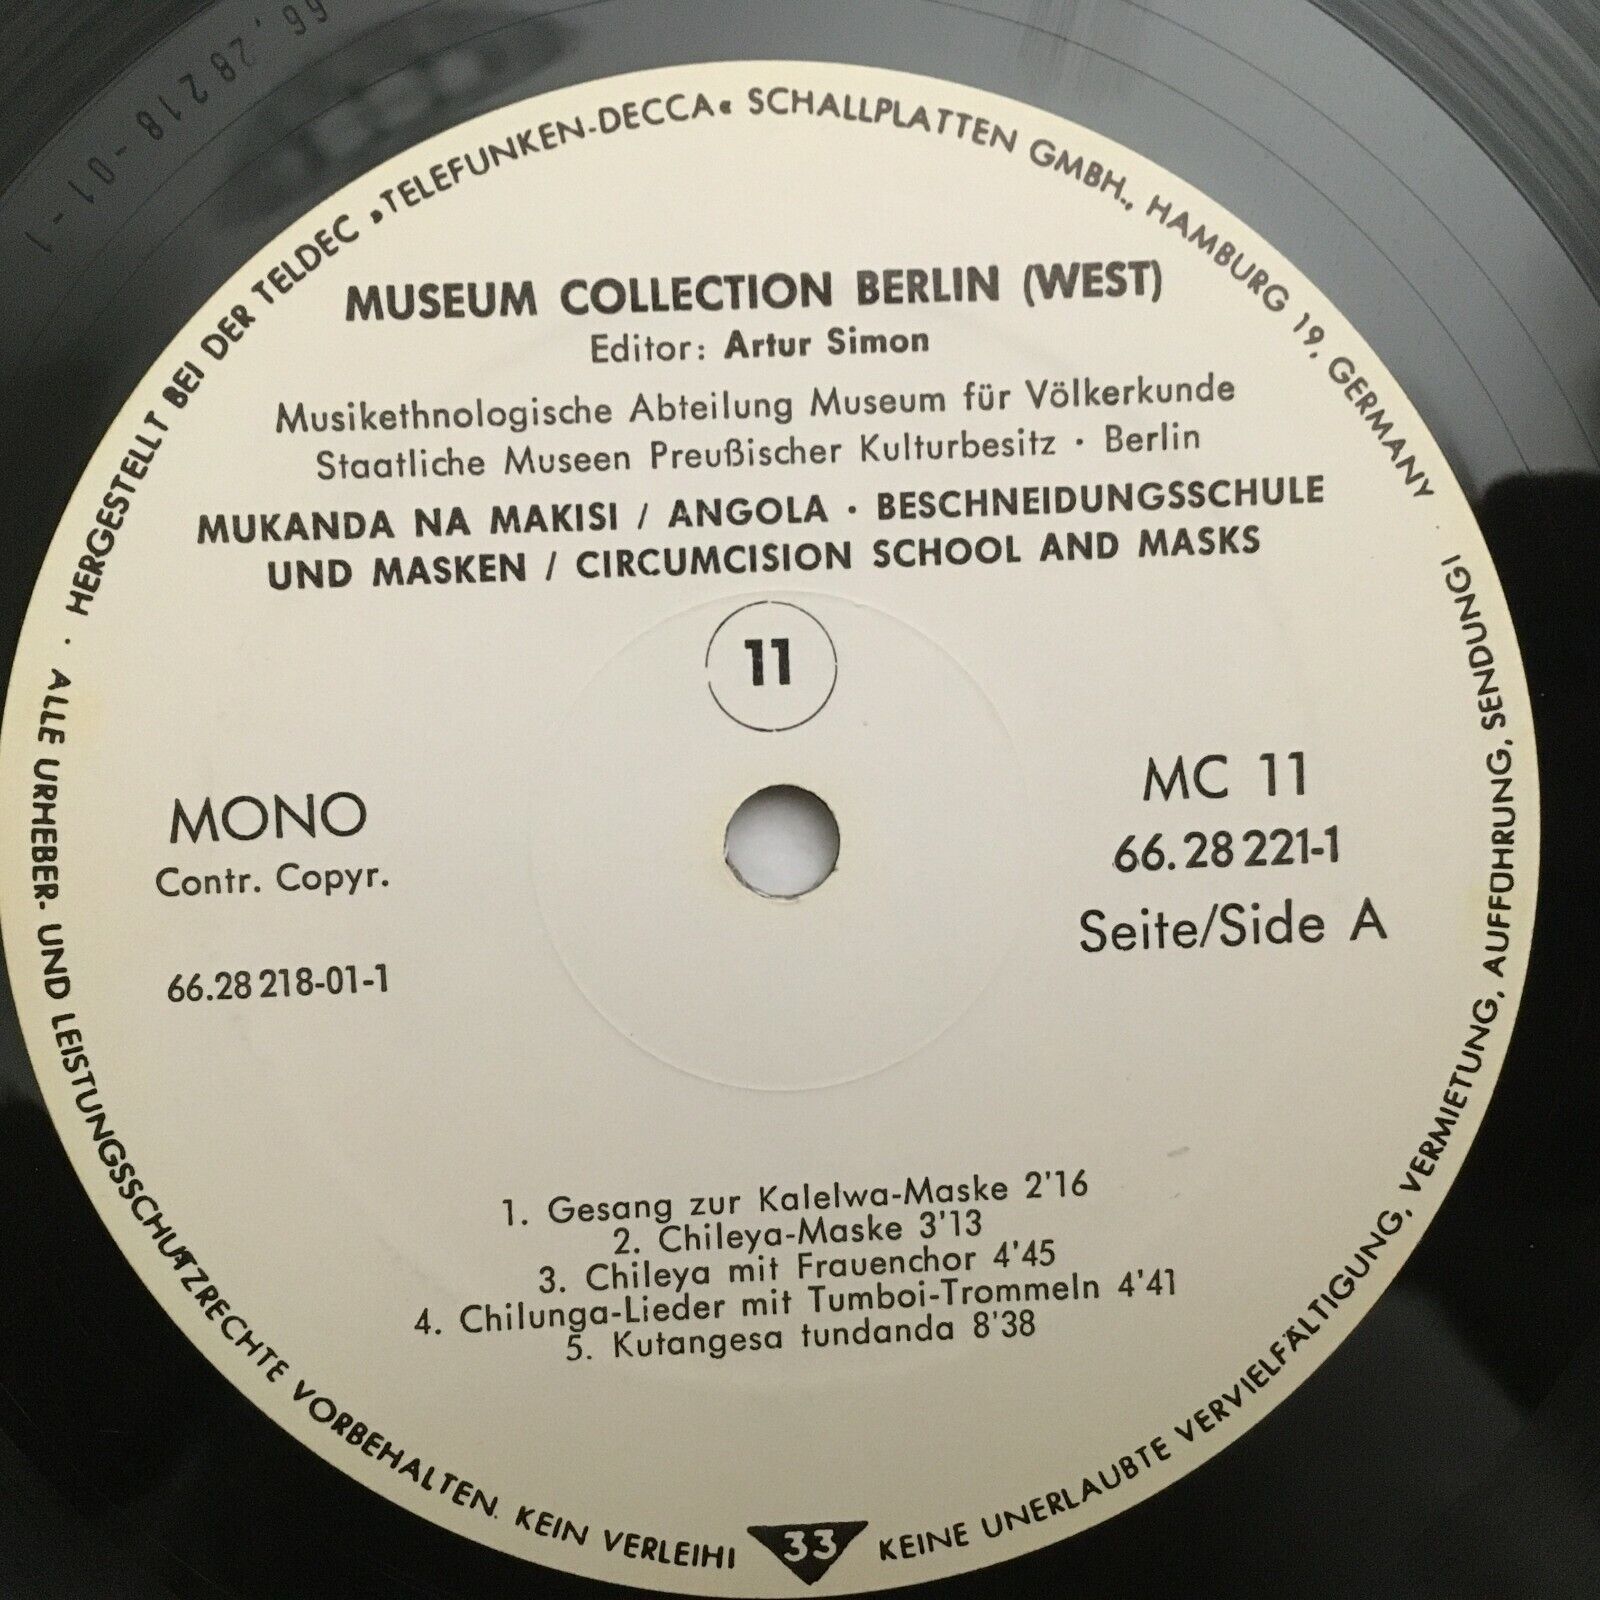 66.28218-01-1
HERGESTELLT BEI DER TELDEC »TELEFUNKEN-DECCA« SCHALLPLATTEN GMBH., HAMBURG 19, GERMANY
MUSEUM COLLECTION BERLIN (WEST)
Editor: Artur Simon
Musikethnologische Abteilung Museum für Völkerkunde
Staatliche Museen Preußischer Kulturbesitz · Berlin
MUKANDA NA MAKISI / ANGOLA · BESCHNEIDUNGSSCHULE
UND MASKEN / CIRCUMCISION SCHOOL AND MASKS
11
MONO
Contr. Copyr.
66.28 218-01-1
MC 11
66.28 221-1
Seite/Side A
1. Gesang zur Kalelwa-Maske 2'16
2. Chileya-Maske 3'13
3. Chileya mit Frauenchor 4'45
4. Chilunga-Lieder mit Tumboi-Trommeln 4'41
5. Kutangesa tundanda 8'38
· ALLE URHEBER- UND LEISTUNGSSCHUTZRECHTE VORBEHALTEN. KEIN VERLEIH! 33 KEINE UNERLAUBTE VERVIELFÄLTIGUNG, VERMIETUNG, AUFFÜHRUNG, SENDUNG! ·